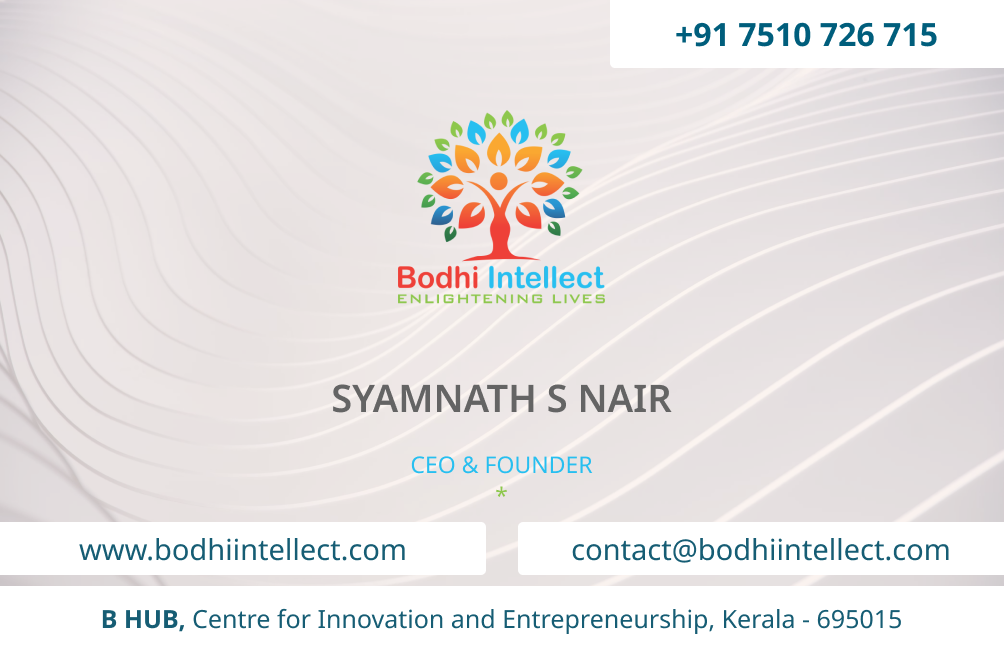 +91 7510 726 715
Bodhi Intellect
ENLIGHTENING LIVES
SYAMNATH S NAIR
CEO & FOUNDER
*
www.bodhiintellect.com
contact@bodhiintellect.com
B HUB, Centre for Innovation and Entrepreneurship, Kerala - 695015